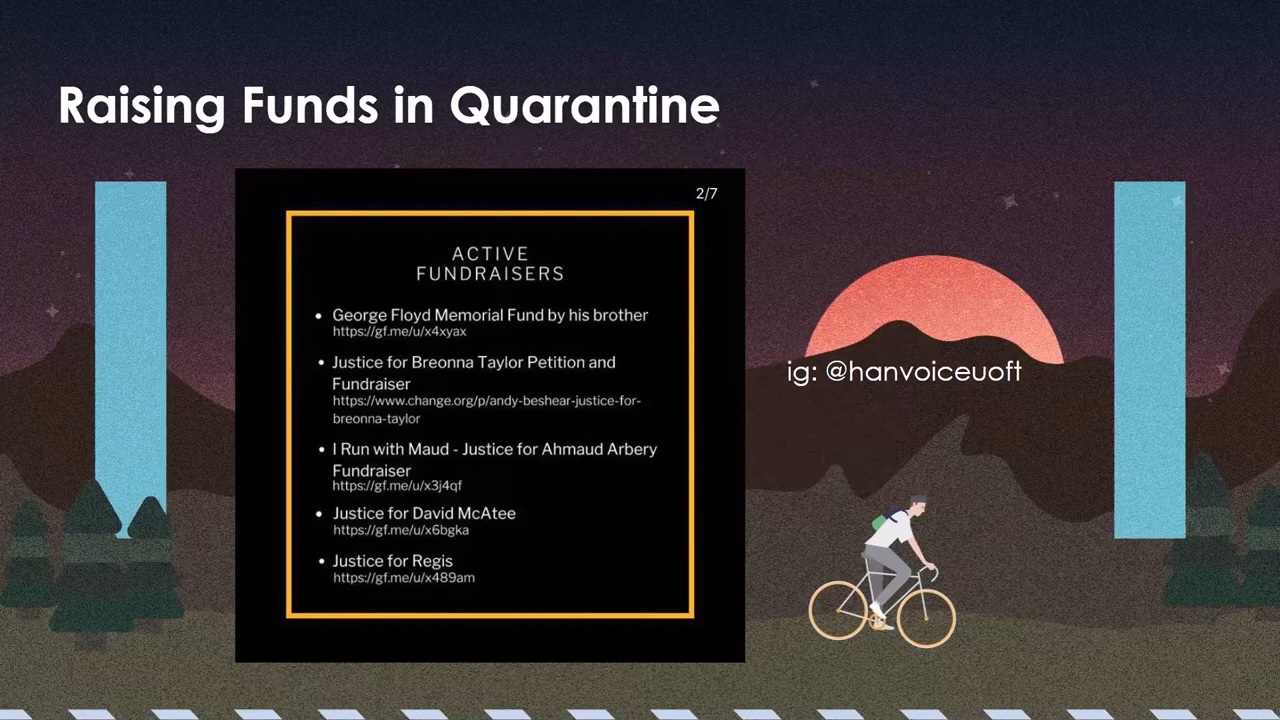 Raising Funds in Quarantine
2/7
ACTIVE
FUNDRAISERS
• George Floyd Memorial Fund by his brother
https://gf.me/u/x4xyax
• Justice for Breonna Taylor Petition and
Fundraiser
https://www.change.org/p/andy-beshear-justice-for-
breonna-taylor
• I Run with Maud - Justice for Ahmaud Arbery
Fundraiser
https://gf.me/u/x3j4qf
• Justice for David McAtee
https://gf.me/u/x6bgka
• Justice for Regis
https://gf.me/u/x489am
ig: @hanvoiceuoft